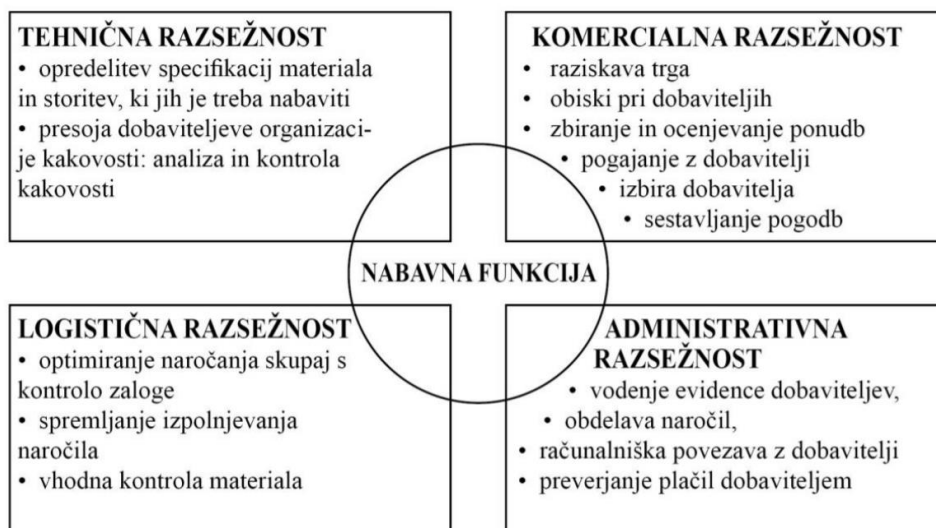 TEHNIČNA RAZSEŽNOST
• opredelitev specifikacij materiala
in storitev, ki jih je treba nabaviti
• presoja dobaviteljeve organizaci-
je kakovosti: analiza in kontrola
kakovosti
KOMERCIALNA RAZSEŽNOST
• raziskava trga
• obiski pri dobaviteljih
• zbiranje in ocenjevanje ponudb
• pogajanje z dobavitelji
• izbira dobavitelja
• sestavljanje pogodb
NABAVNA FUNKCIJA
LOGISTIČNA RAZSEŽNOST
• optimiranje naročanja skupaj s
kontrolo zaloge
• spremljanje izpolnjevanja
naročila
• vhodna kontrola materiala
ADMINISTRATIVNA
RAZSEŽNOST
• vodenje evidence dobaviteljev,
• obdelava naročil,
• računalniška povezava z dobavitelji
• preverjanje plačil dobaviteljem